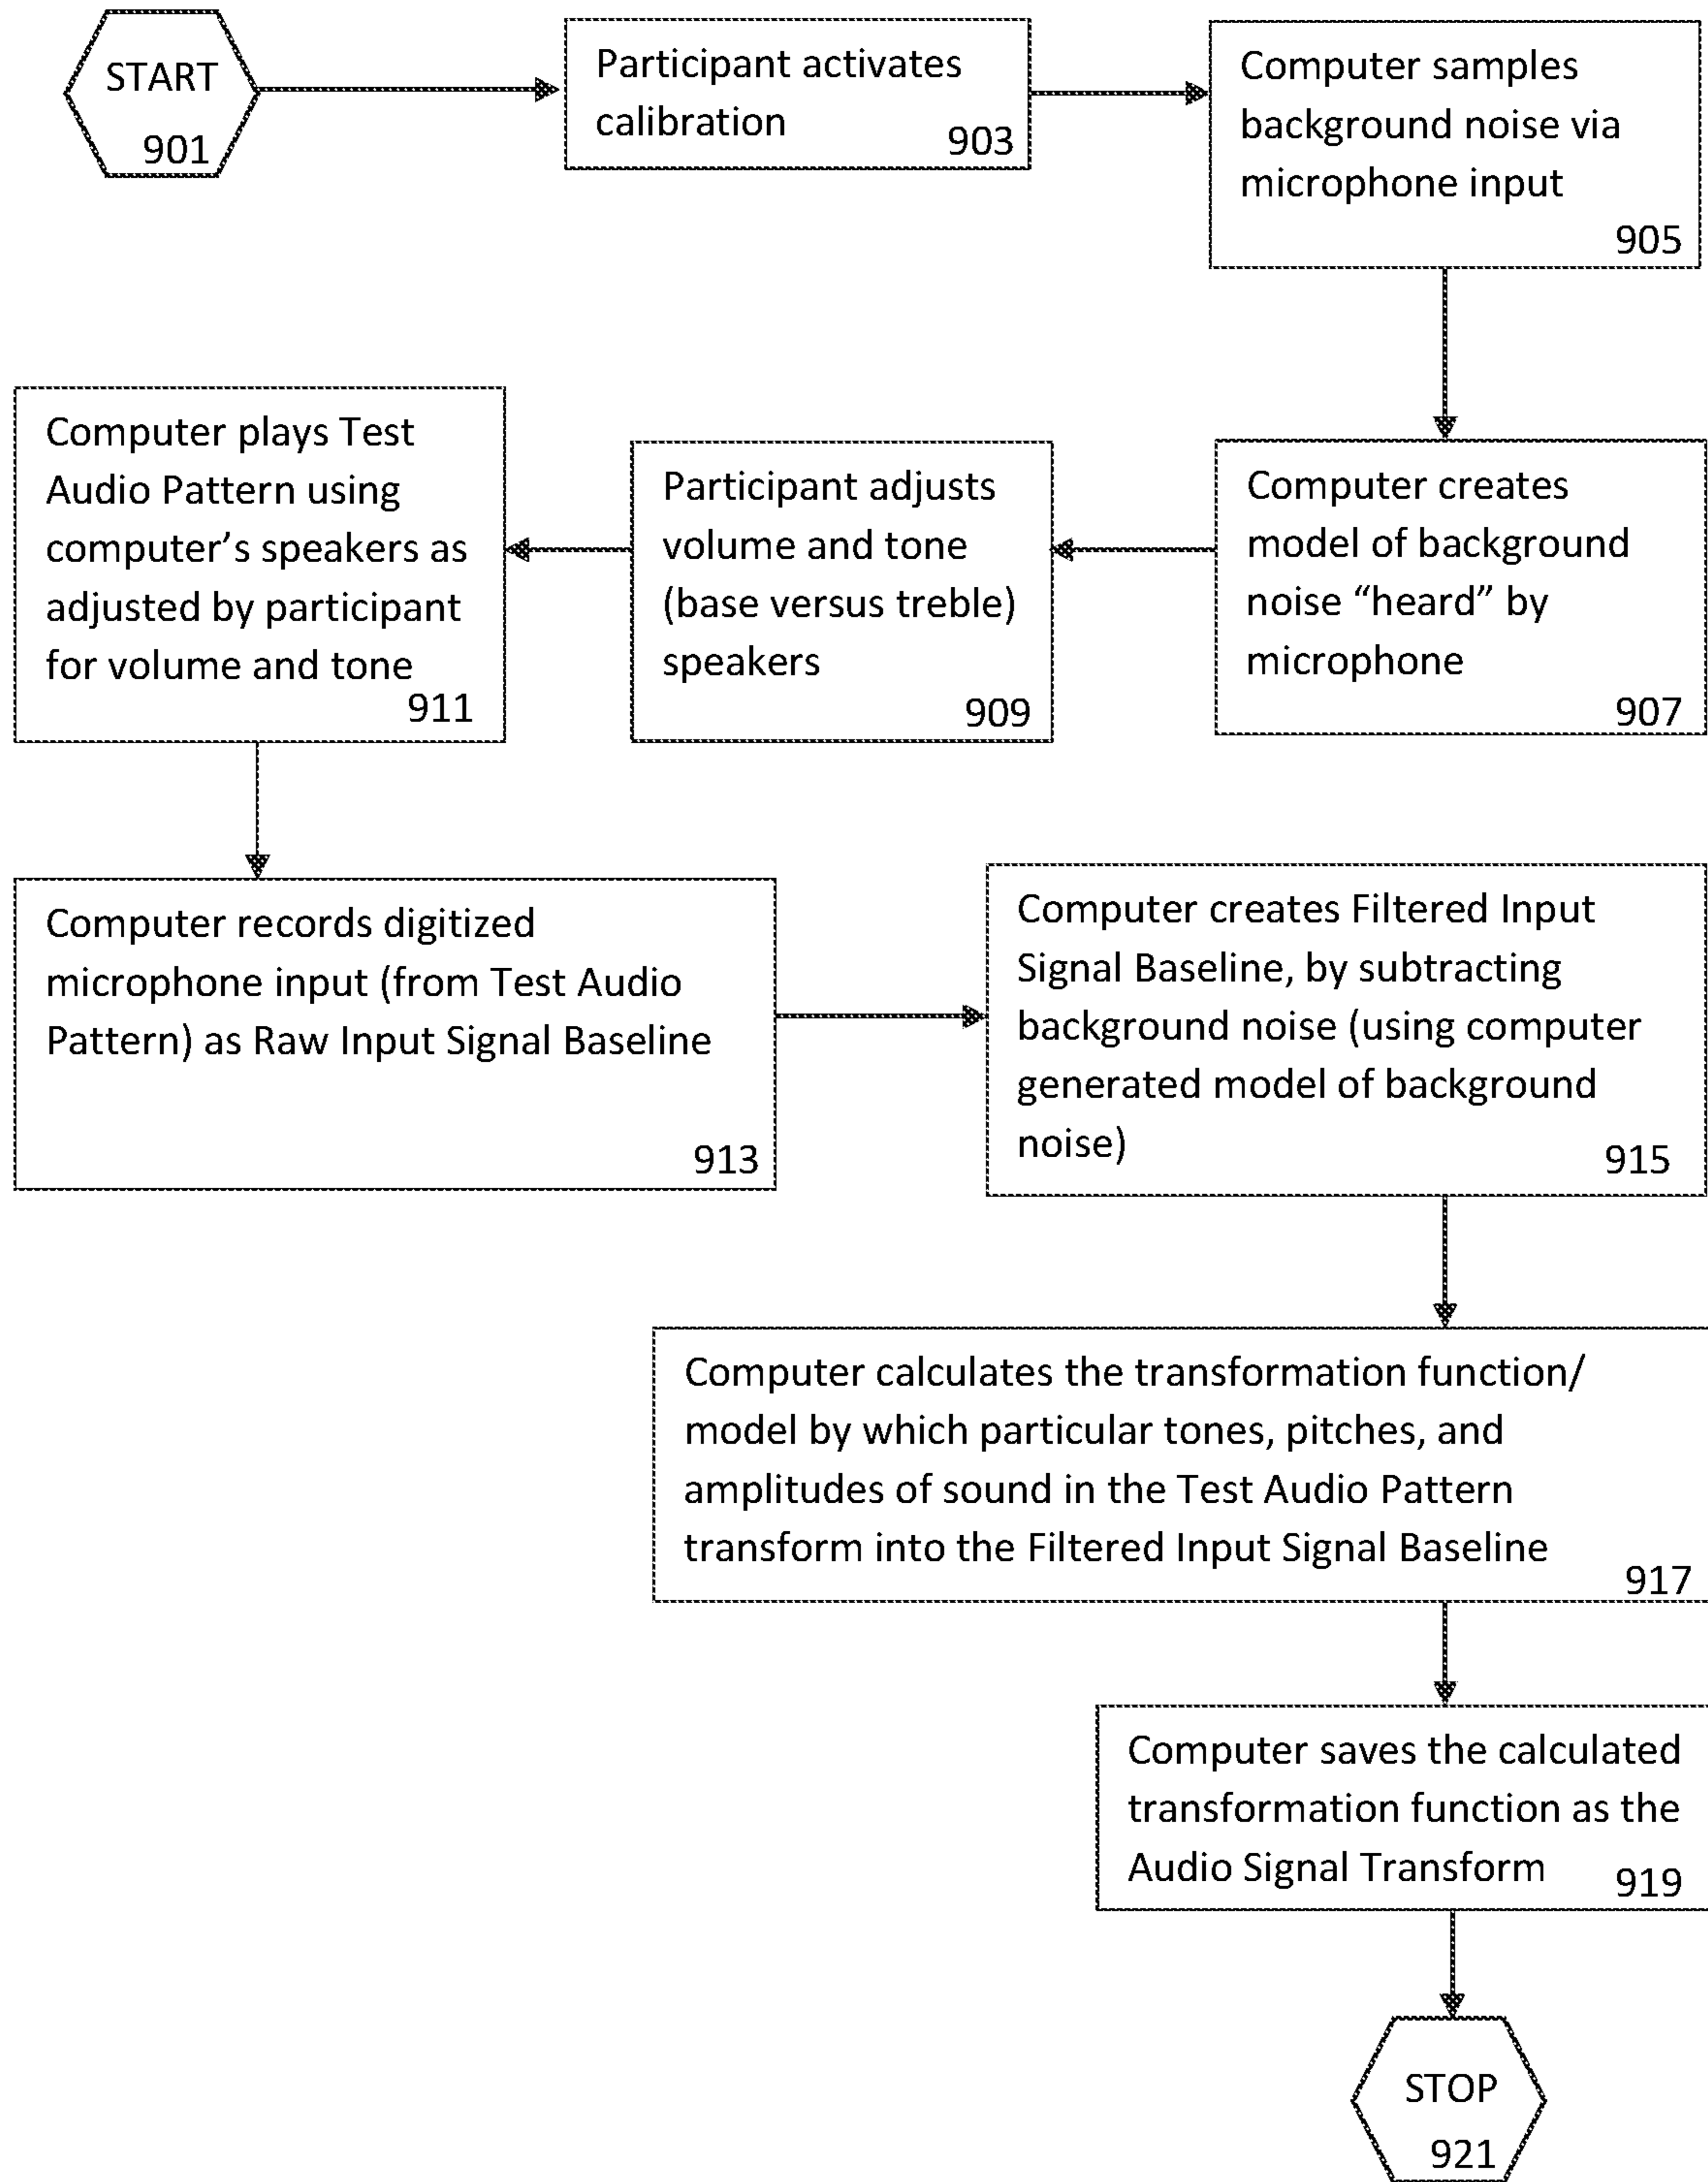 START
901
Participant activates
calibration
903
Computer samples
background noise via
microphone input
905
Computer creates
model of background
noise “heard” by
microphone
907
Participant adjusts
volume and tone
(base versus treble)
speakers
909
Computer plays Test
Audio Pattern using
computer’s speakers as
adjusted by participant
for volume and tone
911
Computer records digitized
microphone input (from Test Audio
Pattern) as Raw Input Signal Baseline
913
Computer creates Filtered Input
Signal Baseline, by subtracting
background noise (using computer
generated model of background
noise)
915
Computer calculates the transformation function/
model by which particular tones, pitches, and
amplitudes of sound in the Test Audio Pattern
transform into the Filtered Input Signal Baseline
917
Computer saves the calculated
transformation function as the
Audio Signal Transform
919
STOP
921